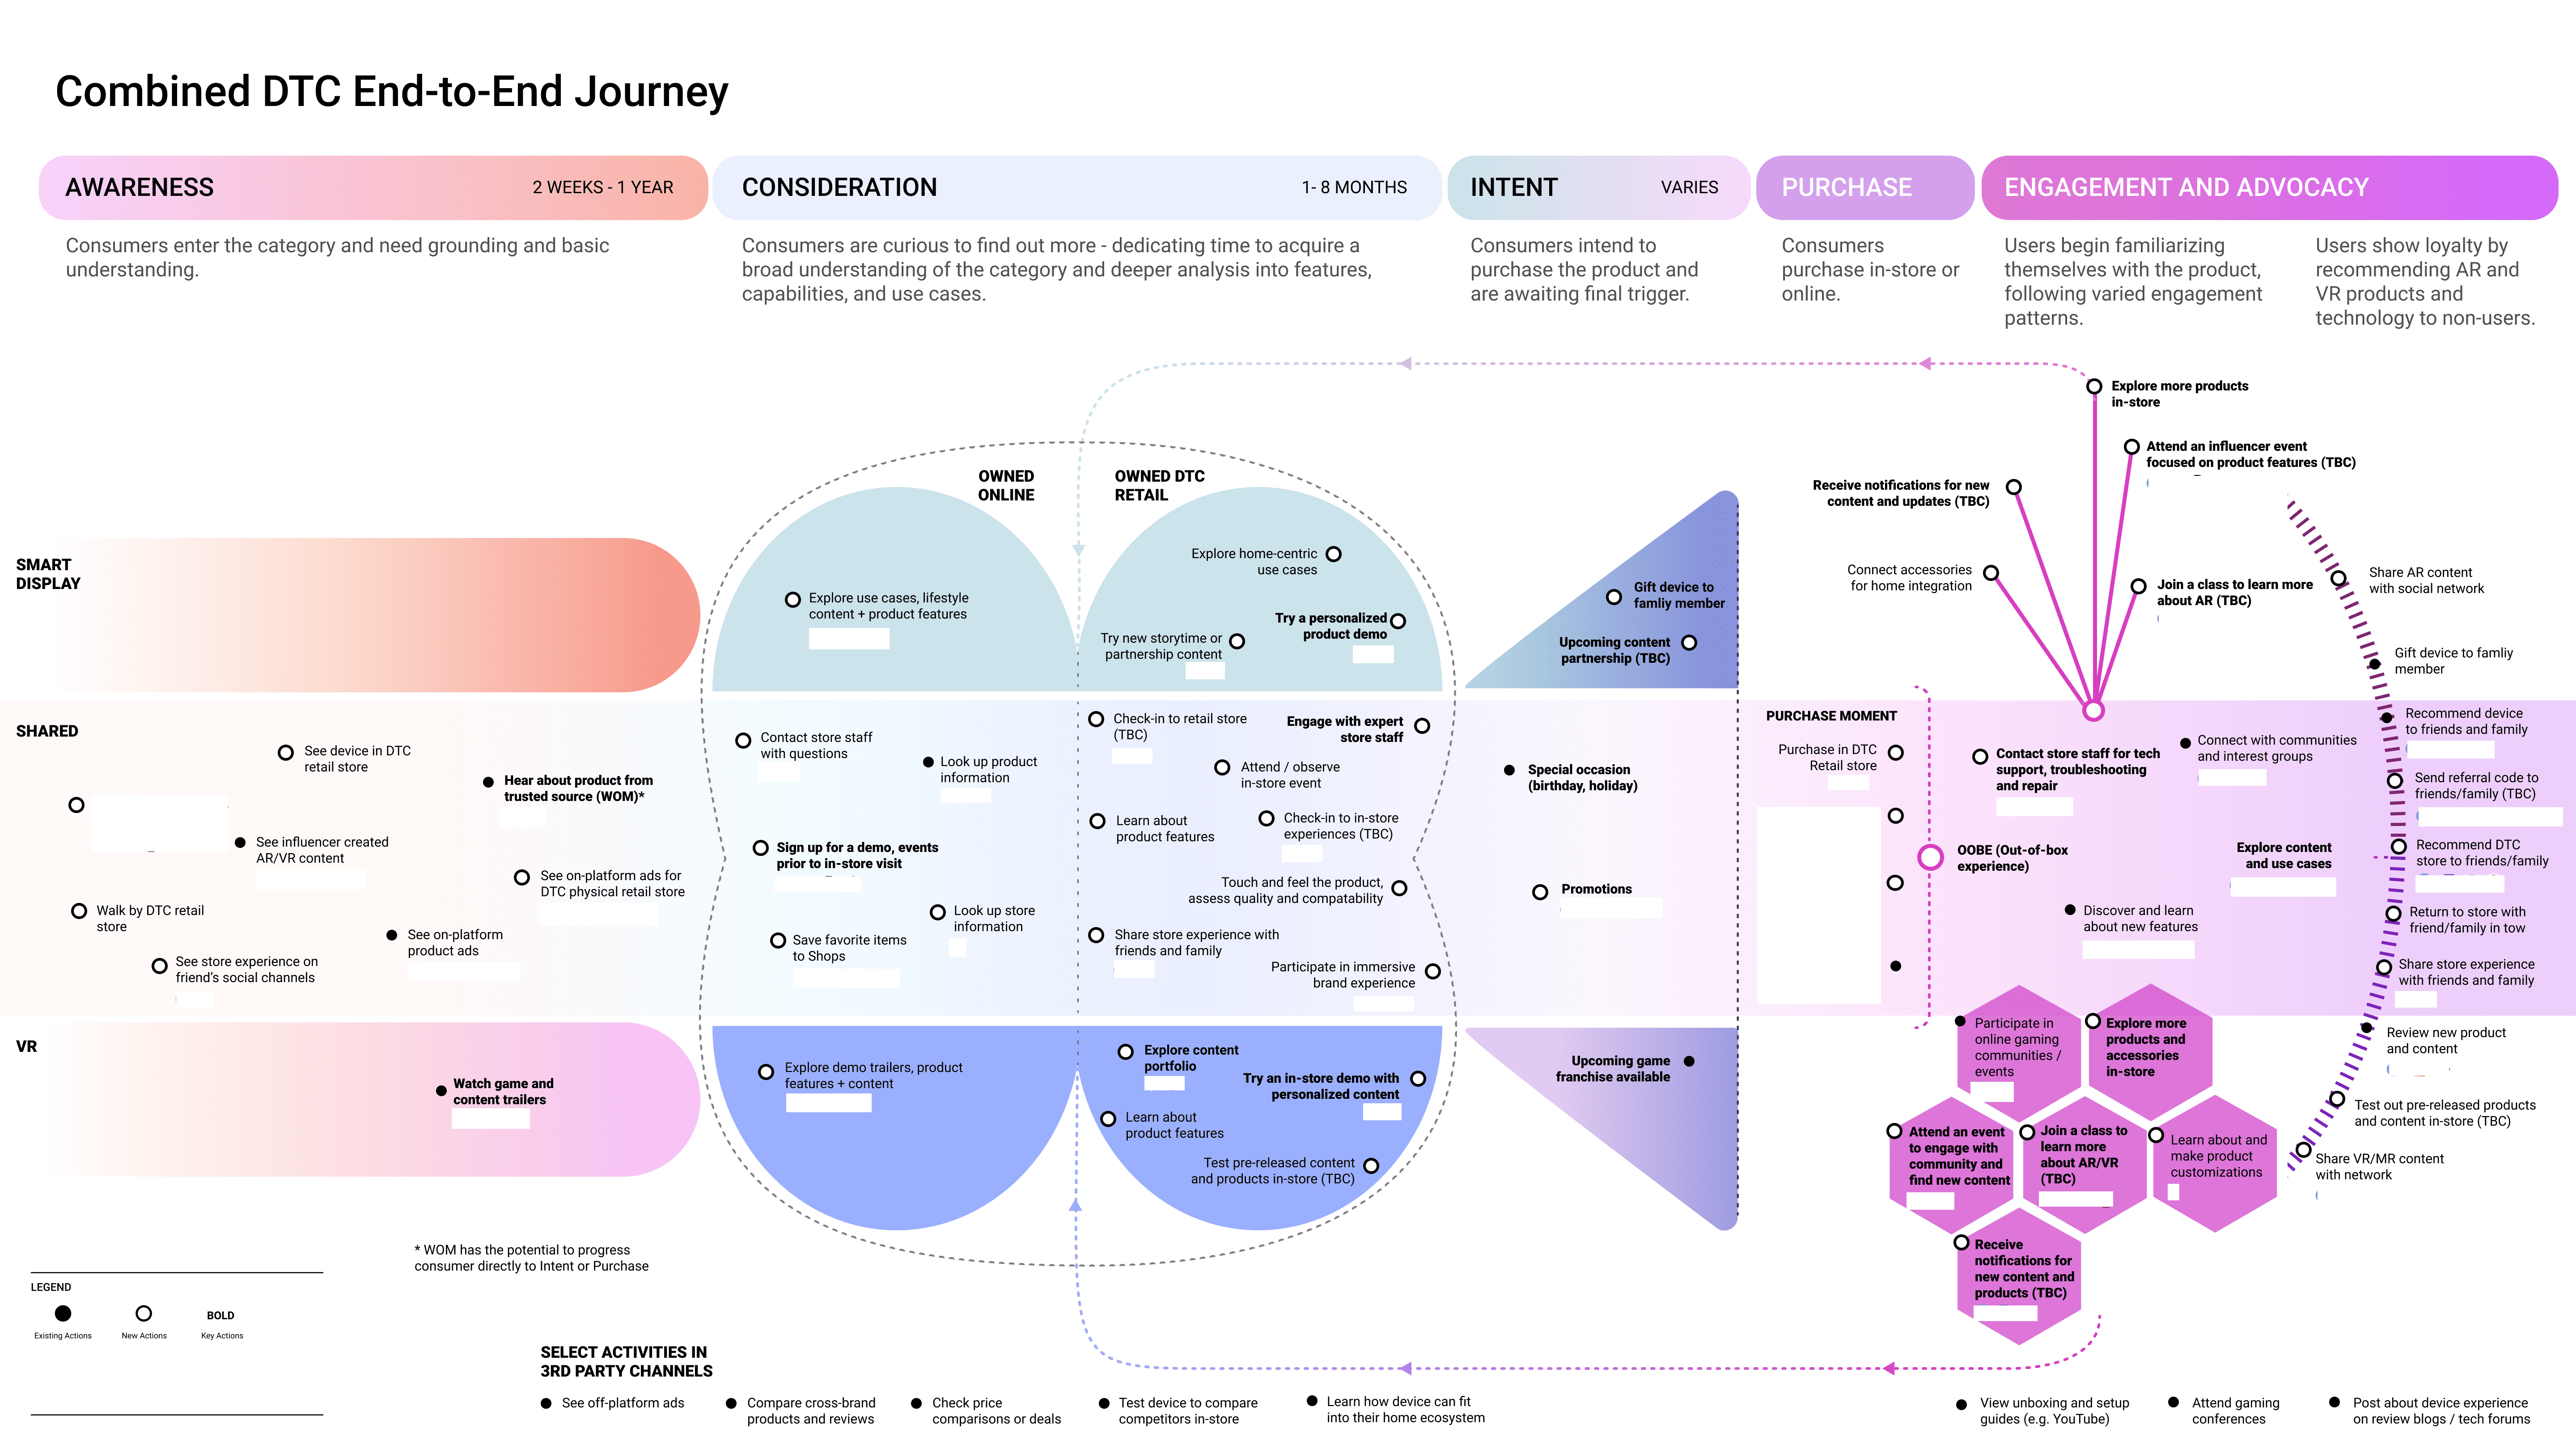 Combined DTC End-to-End Journey
AWARENESS
2 WEEKS - 1 YEAR
CONSIDERATION
1- 8 MONTHS
INTENT
VARIES
PURCHASE
ENGAGEMENT AND ADVOCACY
Consumers enter the category and need grounding and basic
understanding.
Consumers are curious to find out more - dedicating time to acquire a
broad understanding of the category and deeper analysis into features,
capabilities, and use cases.
Consumers intend to
purchase the product and
are awaiting final trigger.
Consumers
purchase in-store or
online.
Users begin familiarizing
themselves with the product,
following varied engagement
patterns.
Users show loyalty by
recommending AR and
VR products and
technology to non-users.
SMART
DISPLAY
OWNED
ONLINE
OWNED DTC
RETAIL
Explore use cases, lifestyle
content + product features
Explore home-centric
use cases
Try a personalized
product demo
Try new storytime or
partnership content
Gift device to
famliy member
Upcoming content
partnership (TBC)
Explore more products
in-store
Attend an influencer event
focused on product features (TBC)
Receive notifications for new
content and updates (TBC)
Connect accessories
for home integration
Join a class to learn more
about AR (TBC)
Share AR content
with social network
Gift device to famliy
member
SHARED
See device in DTC
retail store
Hear about product from
trusted source (WOM)*
See influencer created
AR/VR content
See on-platform ads for
DTC physical retail store
Walk by DTC retail
store
See on-platform
product ads
See store experience on
friend's social channels
Contact store staff
with questions
Look up product
information
Sign up for a demo, events
prior to in-store visit
Look up store
information
Save favorite items
to Shops
Check-in to retail store
(TBC)
Engage with expert
store staff
Attend / observe
in-store event
Learn about
product features
Check-in to in-store
experiences (TBC)
Touch and feel the product,
assess quality and compatability
Share store experience with
friends and family
Participate in immersive
brand experience
Special occasion
(birthday, holiday)
Promotions
PURCHASE MOMENT
Purchase in DTC
Retail store
OOBE (Out-of-box
experience)
Contact store staff for tech
support, troubleshooting
and repair
Connect with communities
and interest groups
Explore content
and use cases
Discover and learn
about new features
Recommend device
to friends and family
Send referral code to
friends/family (TBC)
Recommend DTC
store to friends/family
Return to store with
friend/family in tow
Share store experience
with friends and family
VR
Watch game and
content trailers
Explore demo trailers, product
features + content
Explore content
portfolio
Try an in-store demo with
personalized content
Learn about
product features
Test pre-released content
and products in-store (TBC)
Upcoming game
franchise available
Participate in
online gaming
communities /
events
Explore more
products and
accessories
in-store
Attend an event
to engage with
community and
find new content
Join a class to
learn more
about AR/VR
(TBC)
Learn about and
make product
customizations
Receive
notifications for
new content and
products (TBC)
Review new product
and content
Test out pre-released products
and content in-store (TBC)
Share VR/MR content
with network
* WOM has the potential to progress
consumer directly to Intent or Purchase
LEGEND
BOLD
Existing Actions
New Actions
Key Actions
SELECT ACTIVITIES IN
3RD PARTY CHANNELS
See off-platform ads
Compare cross-brand
products and reviews
Check price
comparisons or deals
Test device to compare
competitors in-store
Learn how device can fit
into their home ecosystem
View unboxing and setup
guides (e.g. YouTube)
Attend gaming
conferences
Post about device experience
on review blogs / tech forums